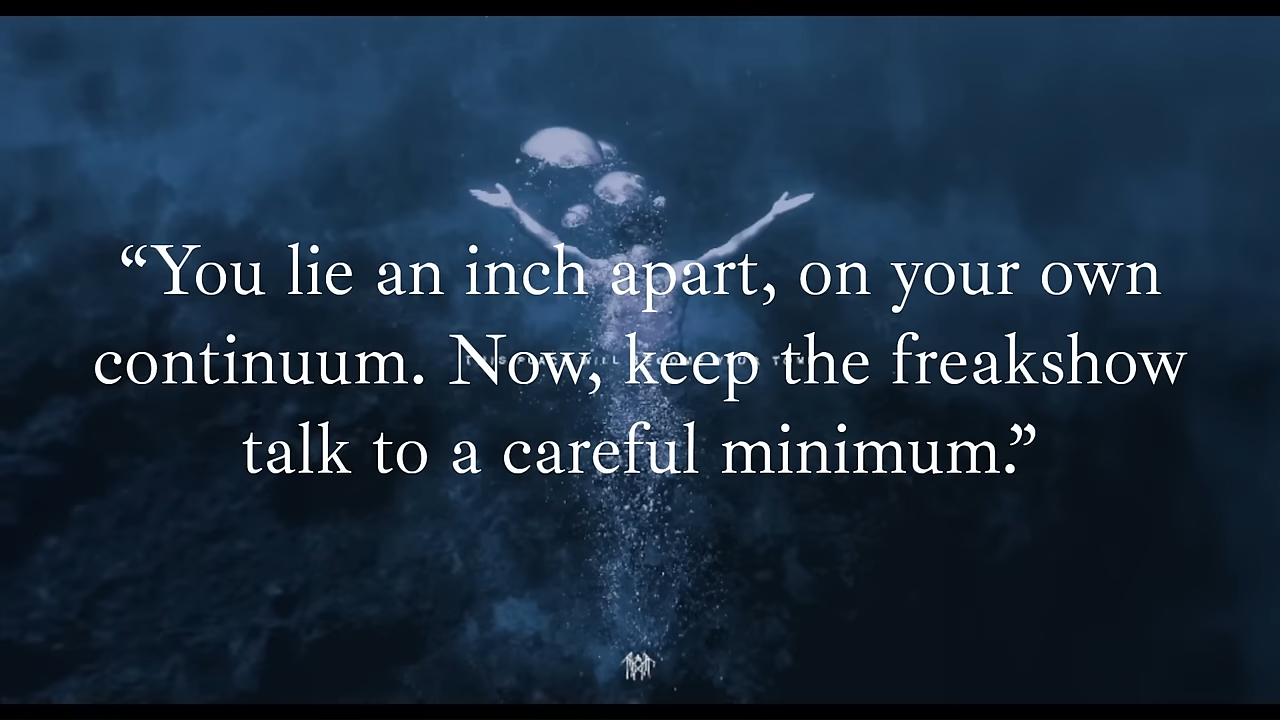 “You lie an inch apart, on your own
continuum. Now, keep the freakshow
talk to a careful minimum.”